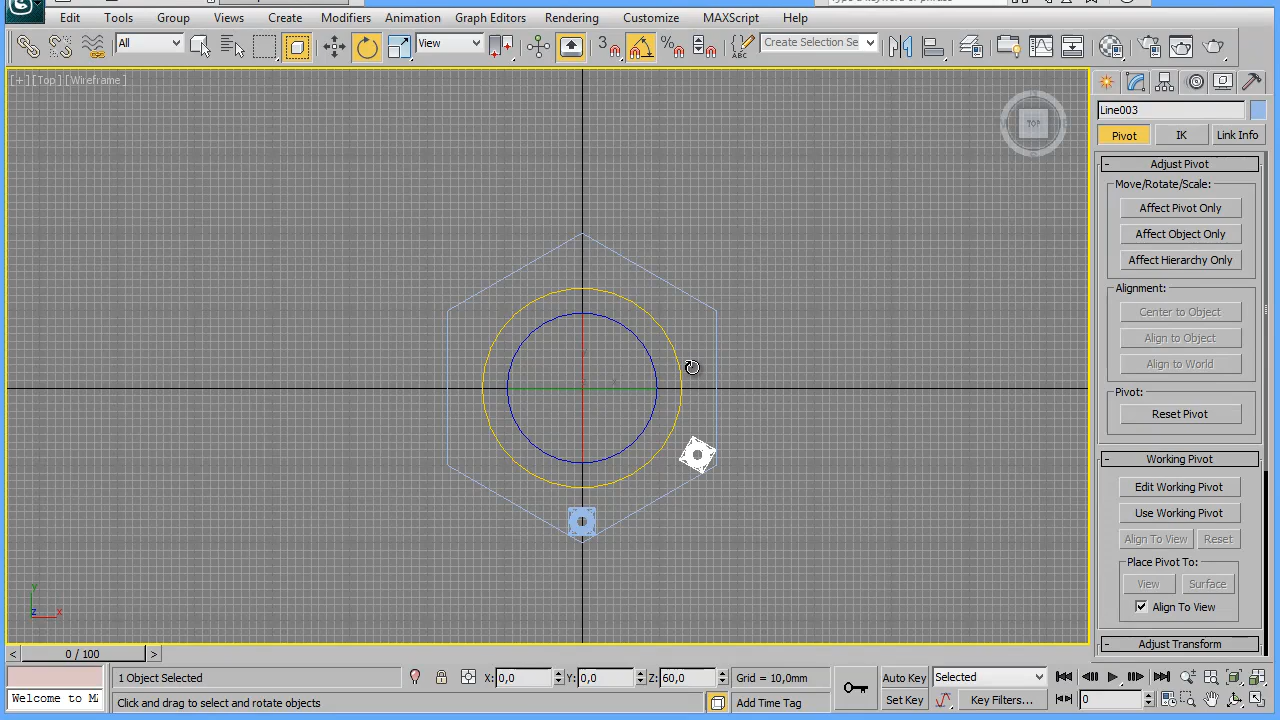 Edit Tools Group Views Create Modifiers Animation Graph Editors Rendering Customize MAXScript Help
All View 3 % ABC Create Selection Se
[+] [Top] [Wireframe]
TOP
Line003
Pivot IK Link Info
- Adjust Pivot
Move/Rotate/Scale:
Affect Pivot Only
Affect Object Only
Affect Hierarchy Only
Alignment:
Center to Object
Align to Object
Align to World
Pivot:
Reset Pivot
- Working Pivot
Edit Working Pivot
Use Working Pivot
Align To View Reset
Place Pivot To:
View Surface
Align To View
- Adjust Transform
y
z x
< 0 / 100 >
1 Object Selected X: 0,0 Y: 0,0 Z: 60,0 Grid = 10,0mm Auto Key Selected
Welcome to M Click and drag to select and rotate objects Add Time Tag Set Key Key Filters... 0